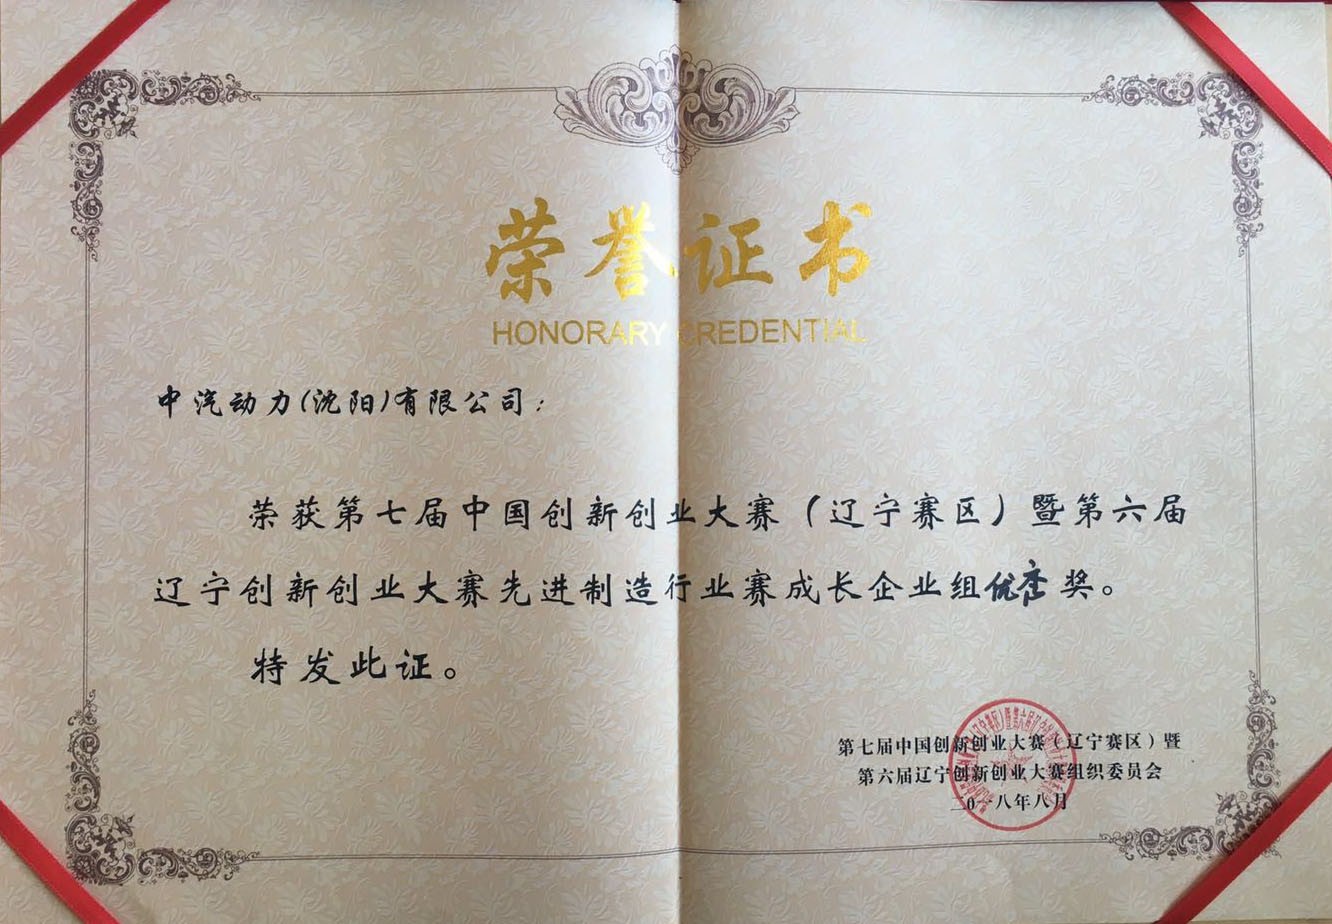 荣誉证书
HONORARY CREDENTIAL
中汽动力(沈阳)有限公司：
荣获第七届中国创新创业大赛（辽宁赛区）暨第六届
辽宁创新创业大赛先进制造行业赛成长企业组优秀奖。
特发此证。
第七届中国创新创业大赛（辽宁赛区）暨
第六届辽宁创新创业大赛组织委员会
二0一八年八月